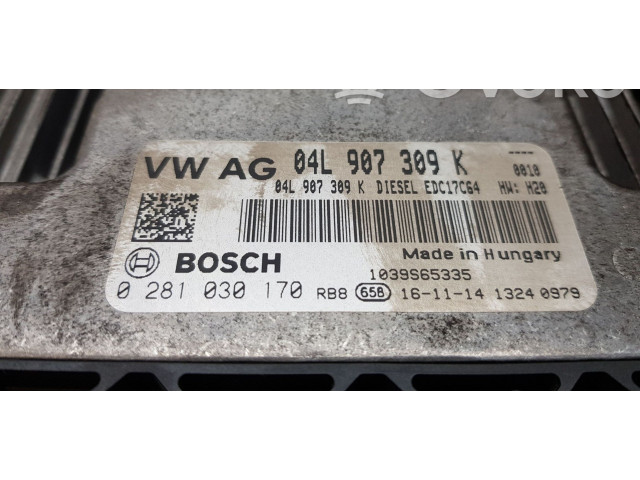 VW AG 04L 907 309 K ----
04L 907 309 K DIESEL EDC17C64 0010
HW: H20
BOSCH Made in Hungary
1039S65335
0 281 030 170 RB8 65B 16-11-14 1324 0979